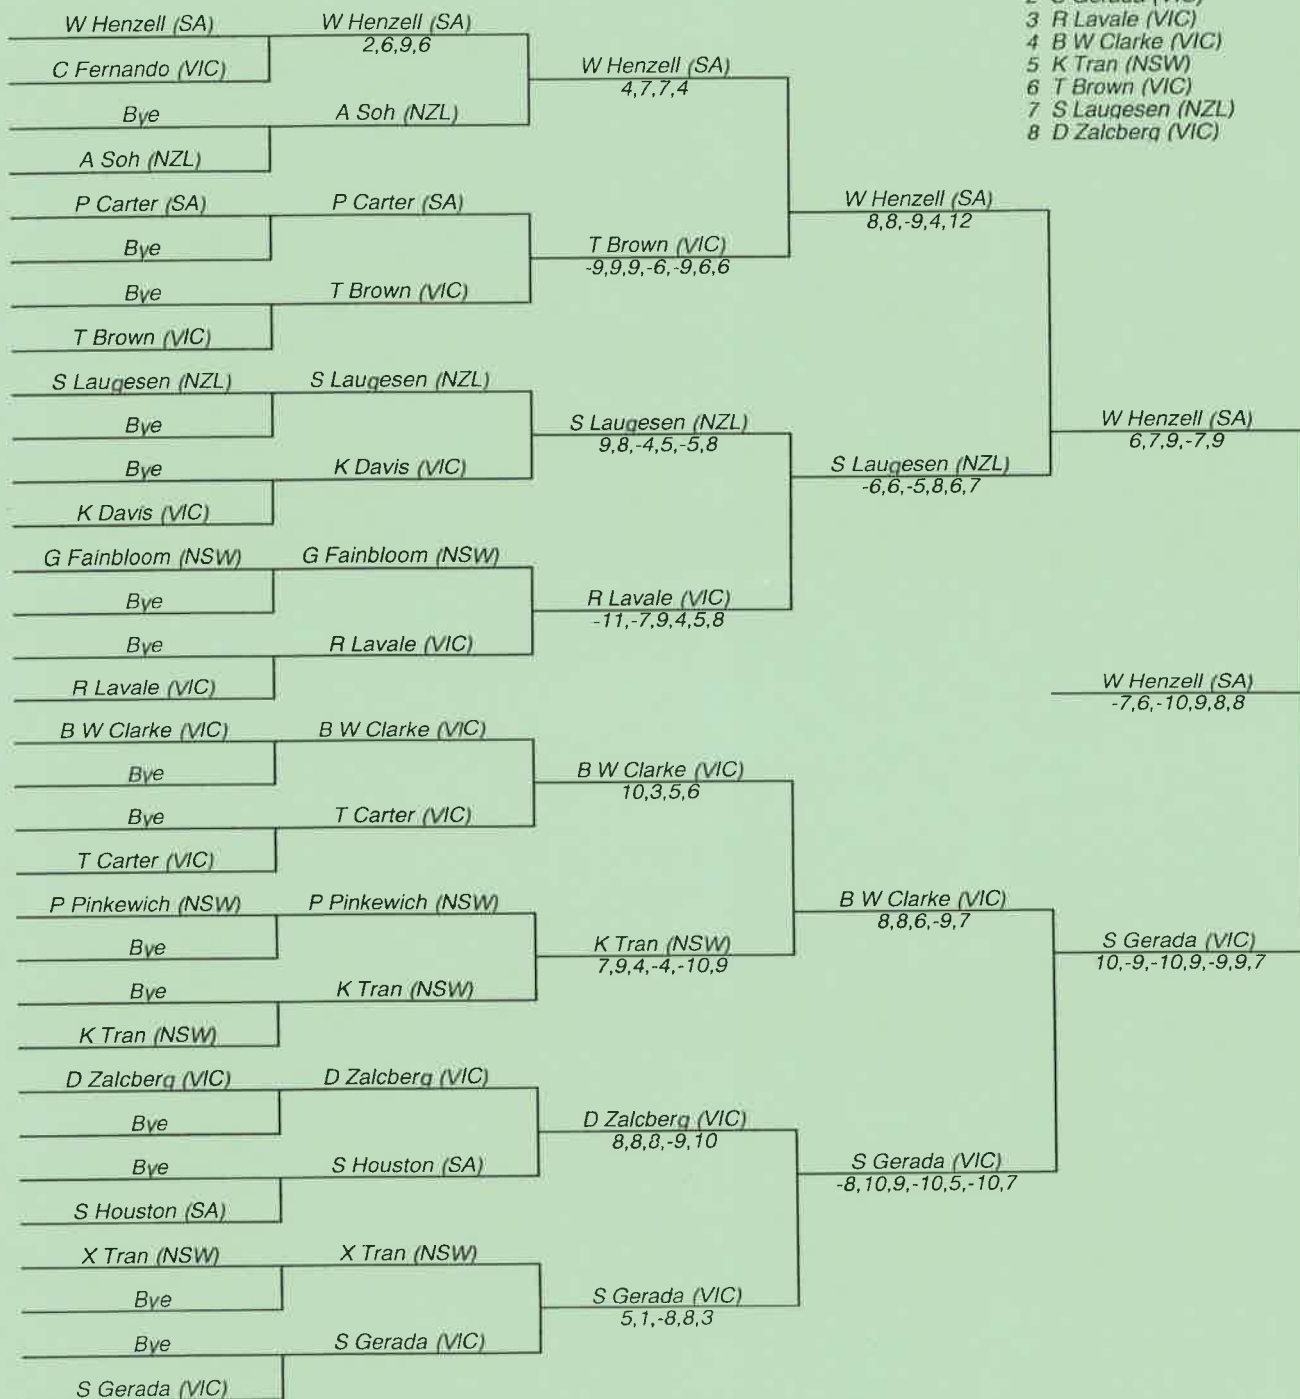 W Henzell (SA)
C Fernando (VIC)
Bye
A Soh (NZL)
P Carter (SA)
Bye
Bye
T Brown (VIC)
S Laugesen (NZL)
Bye
Bye
K Davis (VIC)
G Fainbloom (NSW)
Bye
Bye
R Lavale (VIC)
B W Clarke (VIC)
Bye
Bye
T Carter (VIC)
P Pinkewich (NSW)
Bye
Bye
K Tran (NSW)
D Zalcberg (VIC)
Bye
Bye
S Houston (SA)
X Tran (NSW)
Bye
Bye
S Gerada (VIC)
W Henzell (SA)
2,6,9,6
A Soh (NZL)
P Carter (SA)
T Brown (VIC)
S Laugesen (NZL)
K Davis (VIC)
G Fainbloom (NSW)
R Lavale (VIC)
B W Clarke (VIC)
T Carter (VIC)
P Pinkewich (NSW)
K Tran (NSW)
D Zalcberg (VIC)
S Houston (SA)
X Tran (NSW)
S Gerada (VIC)
W Henzell (SA)
4,7,7,4
T Brown (VIC)
-9,9,9,-6,-9,6,6
S Laugesen (NZL)
9,8,-4,5,-5,8
R Lavale (VIC)
-11,-7,9,4,5,8
B W Clarke (VIC)
10,3,5,6
K Tran (NSW)
7,9,4,-4,-10,9
D Zalcberg (VIC)
8,8,8,-9,10
S Gerada (VIC)
5,1,-8,8,3
W Henzell (SA)
8,8,-9,4,12
S Laugesen (NZL)
-6,6,-5,8,6,7
B W Clarke (VIC)
8,8,6,-9,7
S Gerada (VIC)
-8,10,9,-10,5,-10,7
3 R Lavale (VIC)
4 B W Clarke (VIC)
5 K Tran (NSW)
6 T Brown (VIC)
7 S Laugesen (NZL)
8 D Zalcberg (VIC)
W Henzell (SA)
6,7,9,-7,9
W Henzell (SA)
-7,6,-10,9,8,8
S Gerada (VIC)
10,-9,-10,9,-9,9,7